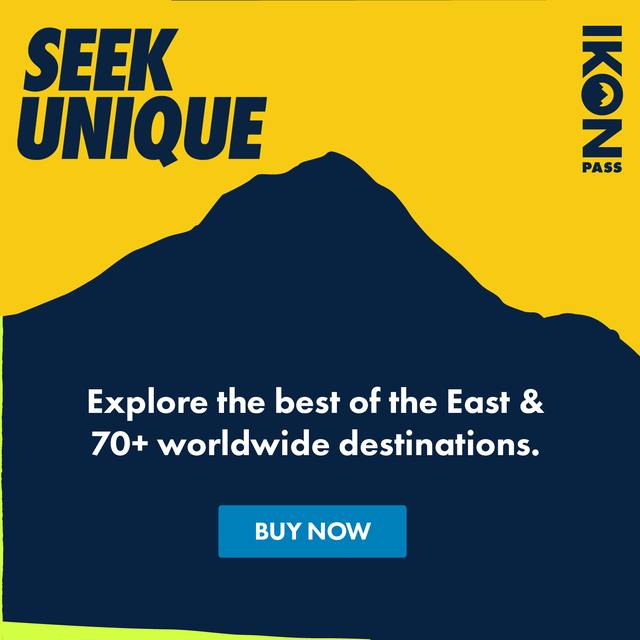 SEEK
UNIQUE
IKON
PASS
Explore the best of the East &
70+ worldwide destinations.
BUY NOW